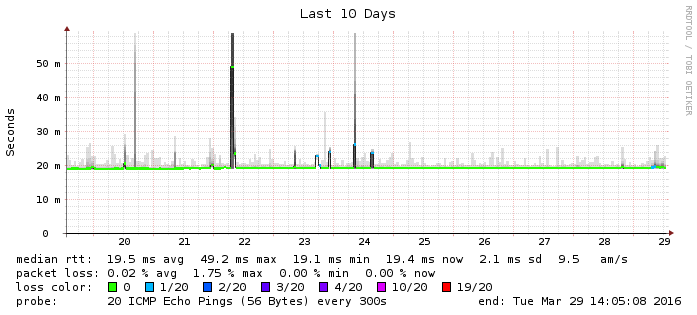 Last 10 Days
RRDTOOL / TOBI OETIKER
Seconds
50 m
40 m
30 m
20 m
10 m
0
20 21 22 23 24 25 26 27 28 29
median rtt: 19.5 ms avg 49.2 ms max 19.1 ms min 19.4 ms now 2.1 ms sd 9.5 am/s
packet loss: 0.02 % avg 1.75 % max 0.00 % min 0.00 % now
loss color: 0 1/20 2/20 3/20 4/20 10/20 19/20
probe: 20 ICMP Echo Pings (56 Bytes) every 300s end: Tue Mar 29 14:05:08 2016